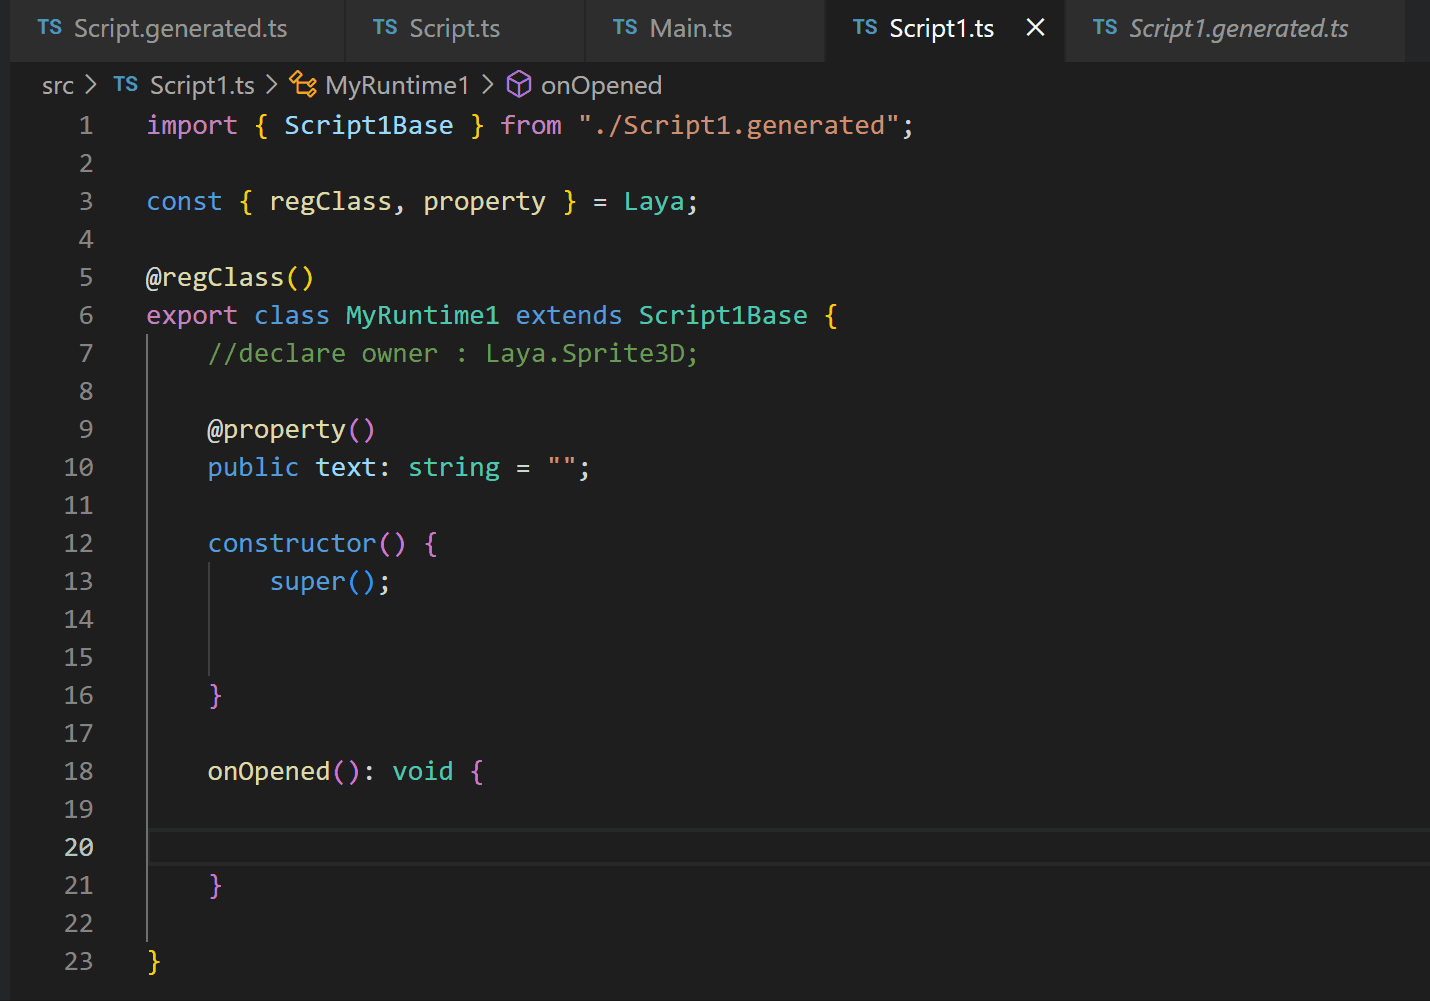 TS Script.generated.ts TS Script.ts TS Main.ts TS Script1.ts TS Script1.generated.ts
src > TS Script1.ts > MyRuntime1 > onOpened
1 import { Script1Base } from "./Script1.generated";
2
3 const { regClass, property } = Laya;
4
5 @regClass()
6 export class MyRuntime1 extends Script1Base {
7 //declare owner : Laya.Sprite3D;
8
9 @property()
10 public text: string = "";
11
12 constructor() {
13 super();
14
15
16 }
17
18 onOpened(): void {
19
20
21 }
22
23 }